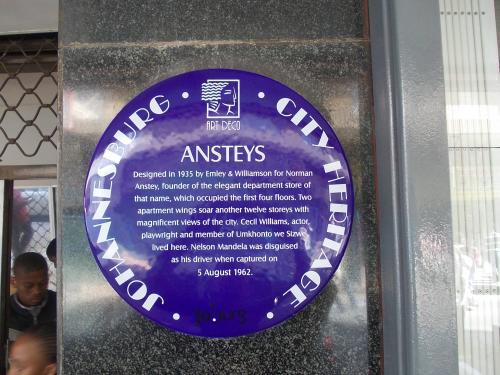 JOHANNESBURG • CITY HERITAGE
ART DECO
ANSTEYS
Designed in 1935 by Emley & Williamson for Norman
Anstey, founder of the elegant department store of
that name, which occupied the first four floors. Two
apartment wings soar another twelve storeys with
magnificent views of the city. Cecil Williams, actor,
playwright and member of Umkhonto we Sizwe
lived here. Nelson Mandela was disguised
as his driver when captured on
5 August 1962.
joburg